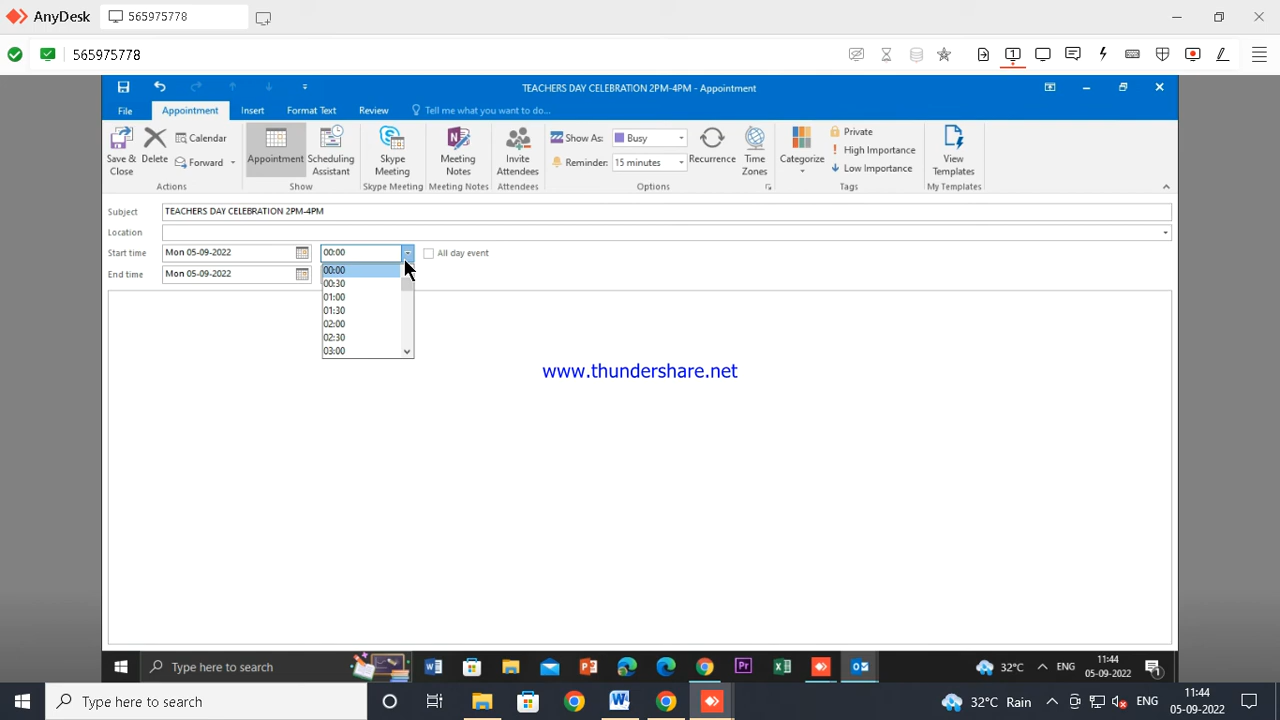 AnyDesk 565975778
565975778
TEACHERS DAY CELEBRATION 2PM-4PM - Appointment
File Appointment Insert Format Text Review Tell me what you want to do...
Save & Close Delete Calendar Forward Appointment Scheduling Assistant Skype Meeting Meeting Notes Invite Attendees Show As: Busy Reminder: 15 minutes Recurrence Time Zones Categorize Private High Importance Low Importance View Templates
Actions Show Skype Meeting Meeting Notes Attendees Options Tags My Templates
Subject TEACHERS DAY CELEBRATION 2PM-4PM
Location
Start time Mon 05-09-2022 00:00 All day event
End time Mon 05-09-2022
00:00
00:30
01:00
01:30
02:00
02:30
03:00
www.thundershare.net
Type here to search 32°C ENG 11:44
05-09-2022
Type here to search 32°C Rain ENG 11:44
05-09-2022